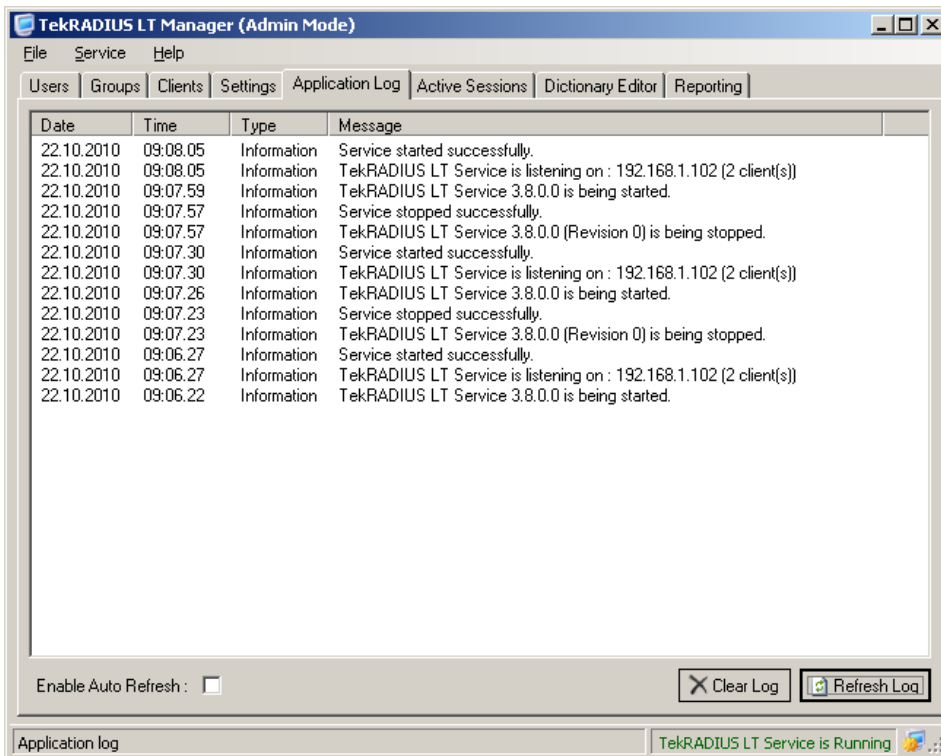 TekRADIUS LT Manager (Admin Mode)
File Service Help
Users Groups Clients Settings Application Log Active Sessions Dictionary Editor Reporting
Date Time Type Message
22.10.2010 09:08.05 Information Service started successfully.
22.10.2010 09:08.05 Information TekRADIUS LT Service is listening on : 192.168.1.102 (2 client(s))
22.10.2010 09:07.59 Information TekRADIUS LT Service 3.8.0.0 is being started.
22.10.2010 09:07.57 Information Service stopped successfully.
22.10.2010 09:07.57 Information TekRADIUS LT Service 3.8.0.0 (Revision 0) is being stopped.
22.10.2010 09:07.30 Information Service started successfully.
22.10.2010 09:07.30 Information TekRADIUS LT Service is listening on : 192.168.1.102 (2 client(s))
22.10.2010 09:07.26 Information TekRADIUS LT Service 3.8.0.0 is being started.
22.10.2010 09:07.23 Information Service stopped successfully.
22.10.2010 09:07.23 Information TekRADIUS LT Service 3.8.0.0 (Revision 0) is being stopped.
22.10.2010 09:06.27 Information Service started successfully.
22.10.2010 09:06.27 Information TekRADIUS LT Service is listening on : 192.168.1.102 (2 client(s))
22.10.2010 09:06.22 Information TekRADIUS LT Service 3.8.0.0 is being started.
Enable Auto Refresh : Clear Log Refresh Log
Application log TekRADIUS LT Service is Running